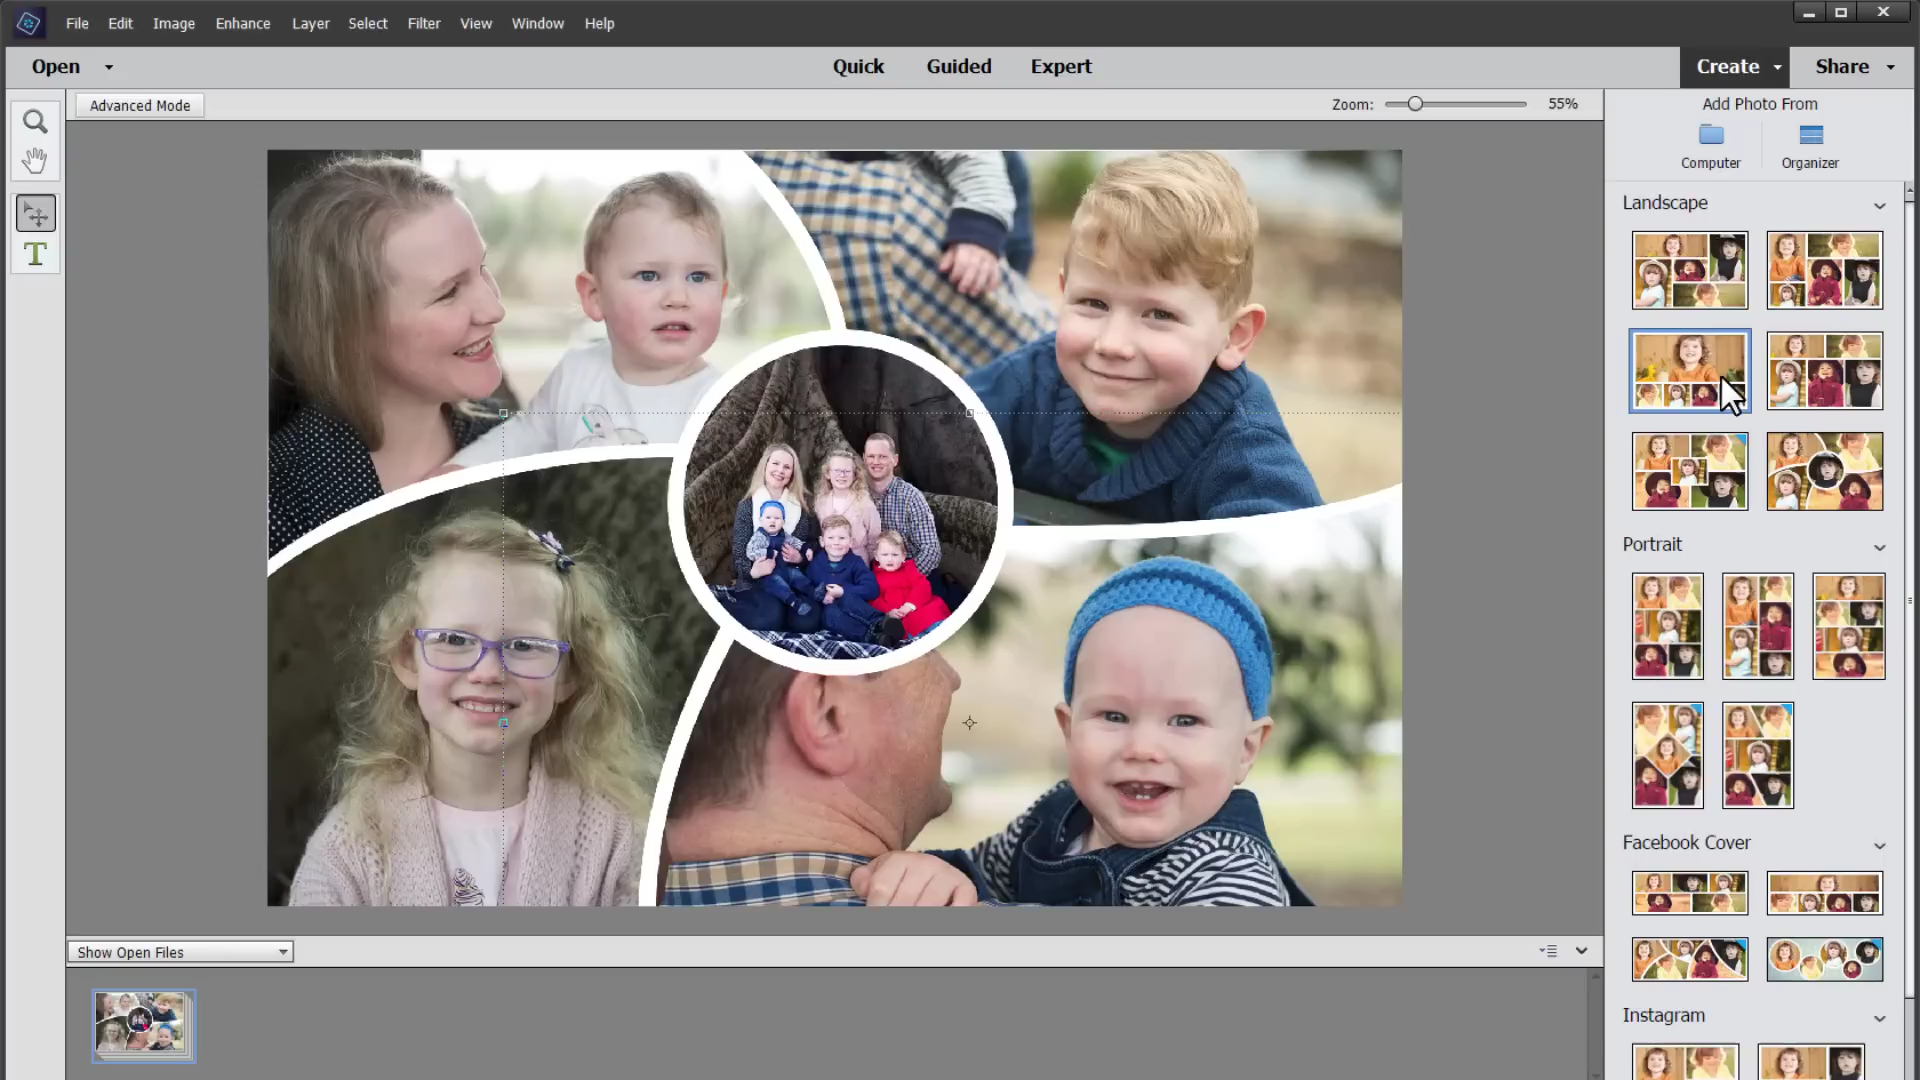 File Edit Image Enhance Layer Select Filter View Window Help
Open Quick Guided Expert Create Share
Advanced Mode Zoom: 55% Add Photo From
Computer Organizer
Landscape
Portrait
Facebook Cover
Show Open Files
Instagram